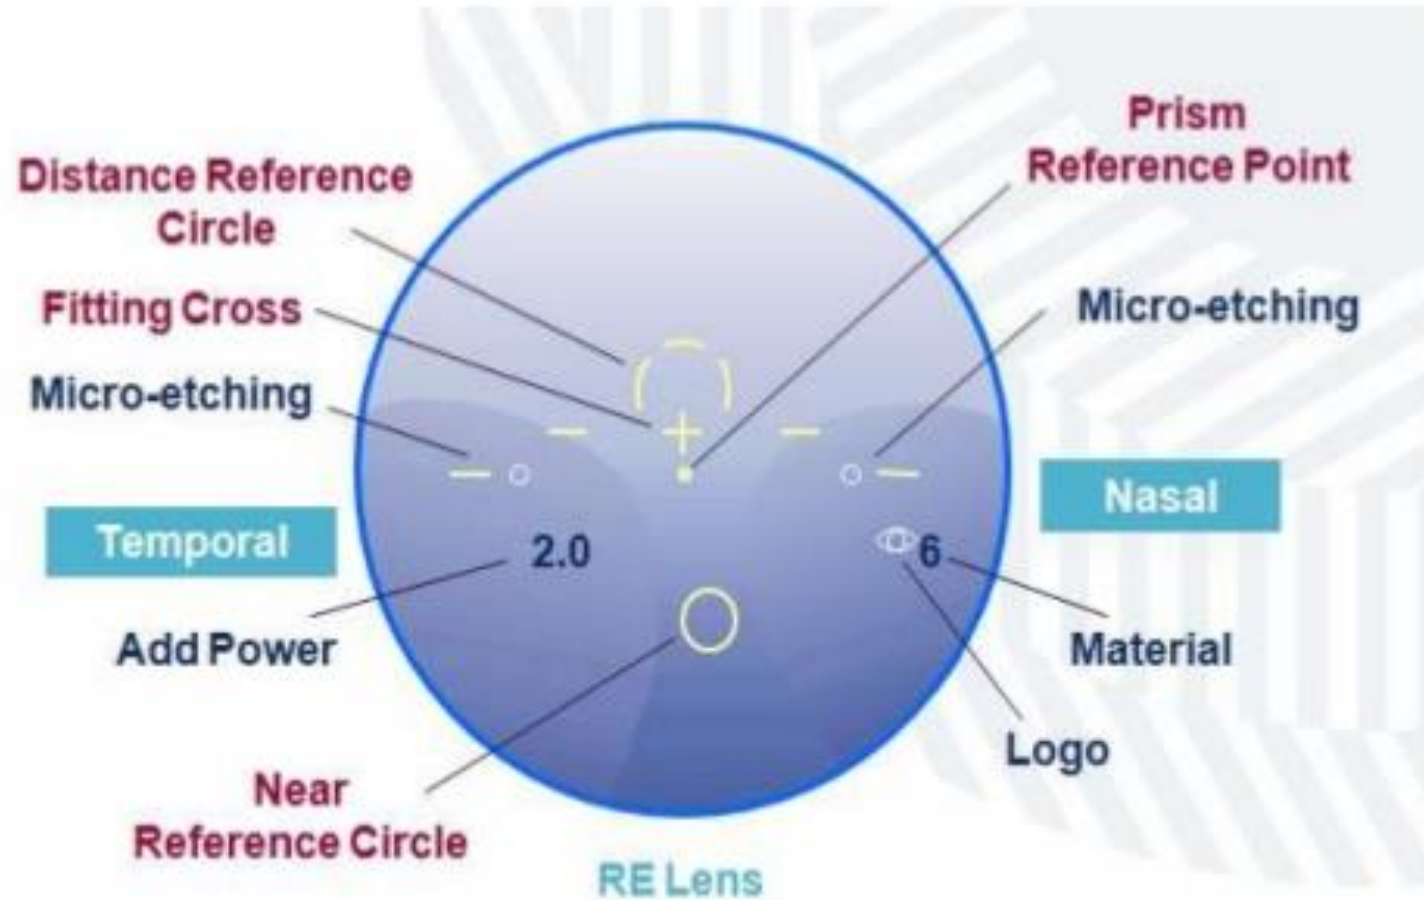 Prism
Reference Point
Distance Reference
Circle
Fitting Cross
Micro-etching
Micro-etching
Nasal
Temporal
2.0
6
Add Power
Material
Logo
Near
Reference Circle
RE Lens